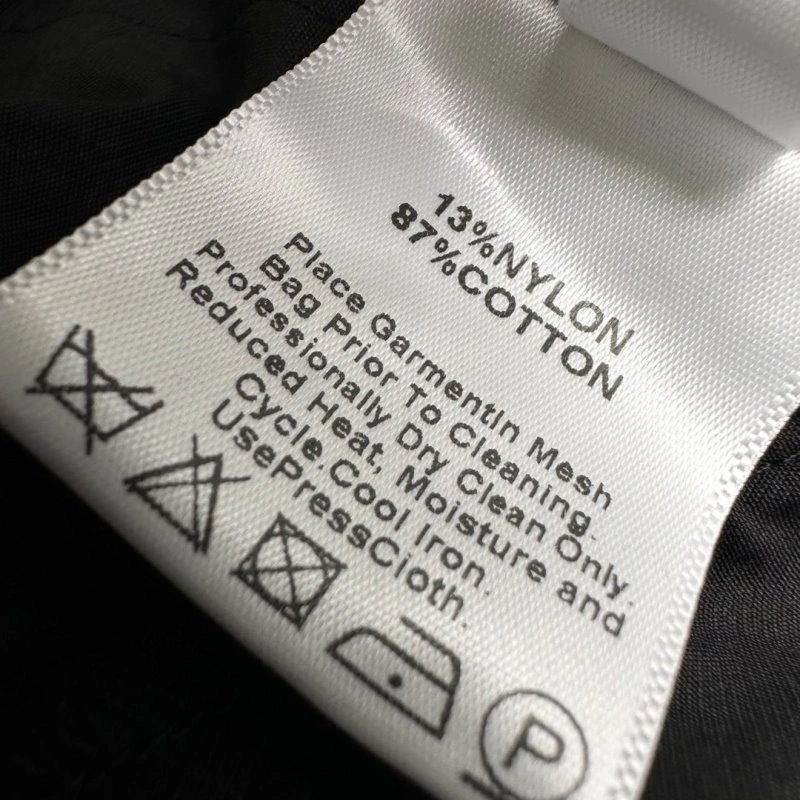 13%NYLON
87%COTTON
Place Garmentin Mesh
Bag Prior To Cleaning.
Professionally Dry Clean Only.
Reduced Heat, Moisture and
Cycle.Cool Iron.
UsePressCloth.
P